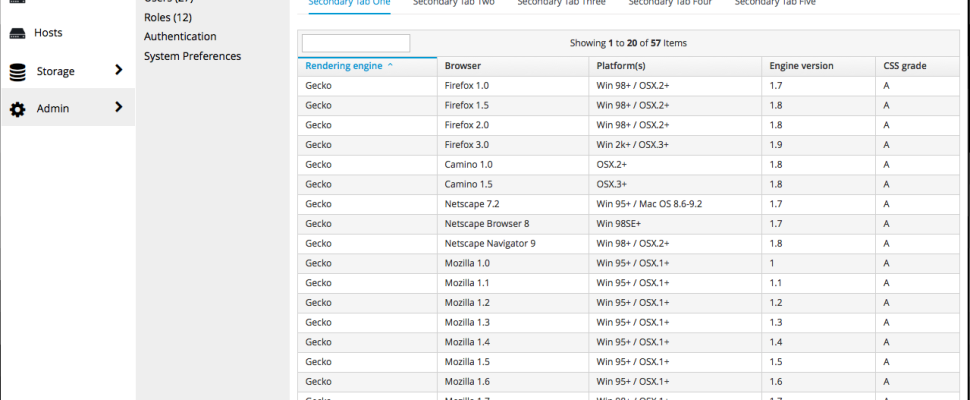 Users (27)
Secondary Tab One Secondary Tab Two Secondary Tab Three Secondary Tab Four Secondary Tab Five
Roles (12)
Hosts
Authentication
Showing 1 to 20 of 57 Items
System Preferences
Rendering engine ^ Browser Platform(s) Engine version CSS grade
Storage
Gecko Firefox 1.0 Win 98+ / OSX.2+ 1.7 A
Admin
Gecko Firefox 1.5 Win 98+ / OSX.2+ 1.8 A
Gecko Firefox 2.0 Win 98+ / OSX.2+ 1.8 A
Gecko Firefox 3.0 Win 2k+ / OSX.3+ 1.9 A
Gecko Camino 1.0 OSX.2+ 1.8 A
Gecko Camino 1.5 OSX.3+ 1.8 A
Gecko Netscape 7.2 Win 95+ / Mac OS 8.6-9.2 1.7 A
Gecko Netscape Browser 8 Win 98SE+ 1.7 A
Gecko Netscape Navigator 9 Win 98+ / OSX.2+ 1.8 A
Gecko Mozilla 1.0 Win 95+ / OSX.1+ 1 A
Gecko Mozilla 1.1 Win 95+ / OSX.1+ 1.1 A
Gecko Mozilla 1.2 Win 95+ / OSX.1+ 1.2 A
Gecko Mozilla 1.3 Win 95+ / OSX.1+ 1.3 A
Gecko Mozilla 1.4 Win 95+ / OSX.1+ 1.4 A
Gecko Mozilla 1.5 Win 95+ / OSX.1+ 1.5 A
Gecko Mozilla 1.6 Win 95+ / OSX.1+ 1.6 A